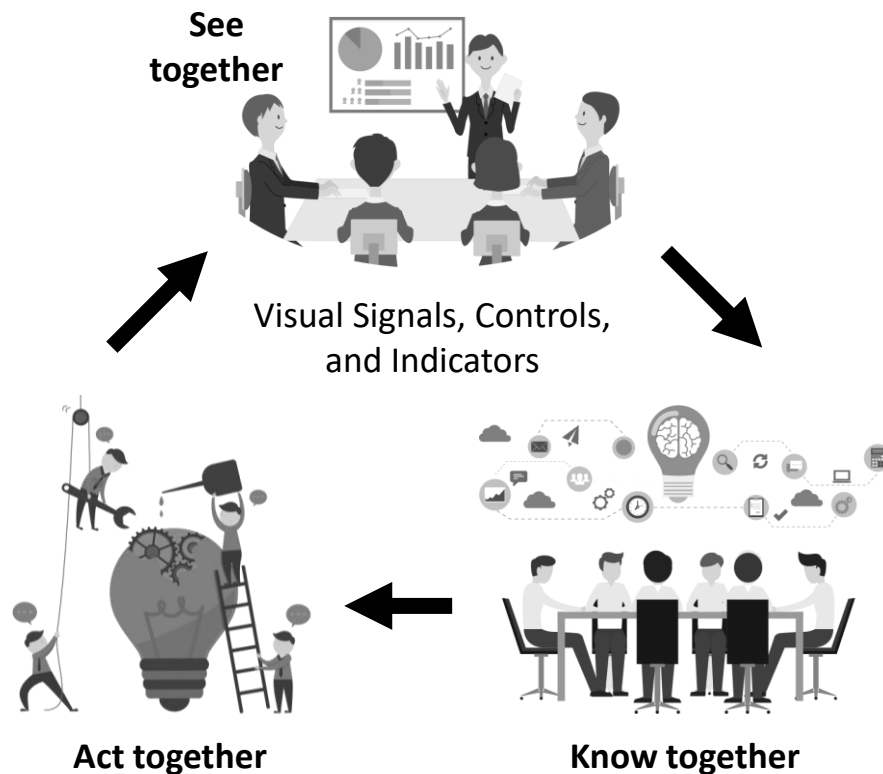 See
together
Visual Signals, Controls,
and Indicators
Act together
Know together